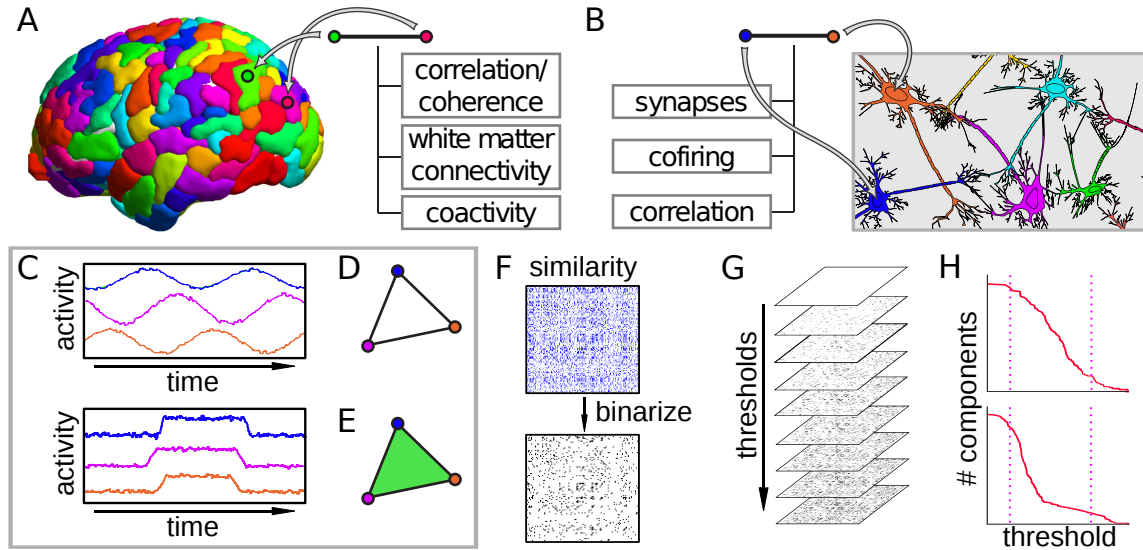 A
correlation/
coherence
white matter
connectivity
coactivity
B
synapses
cofiring
correlation
C
activity
time
activity
time
D
E
F
similarity
binarize
G
thresholds
H
# components
threshold